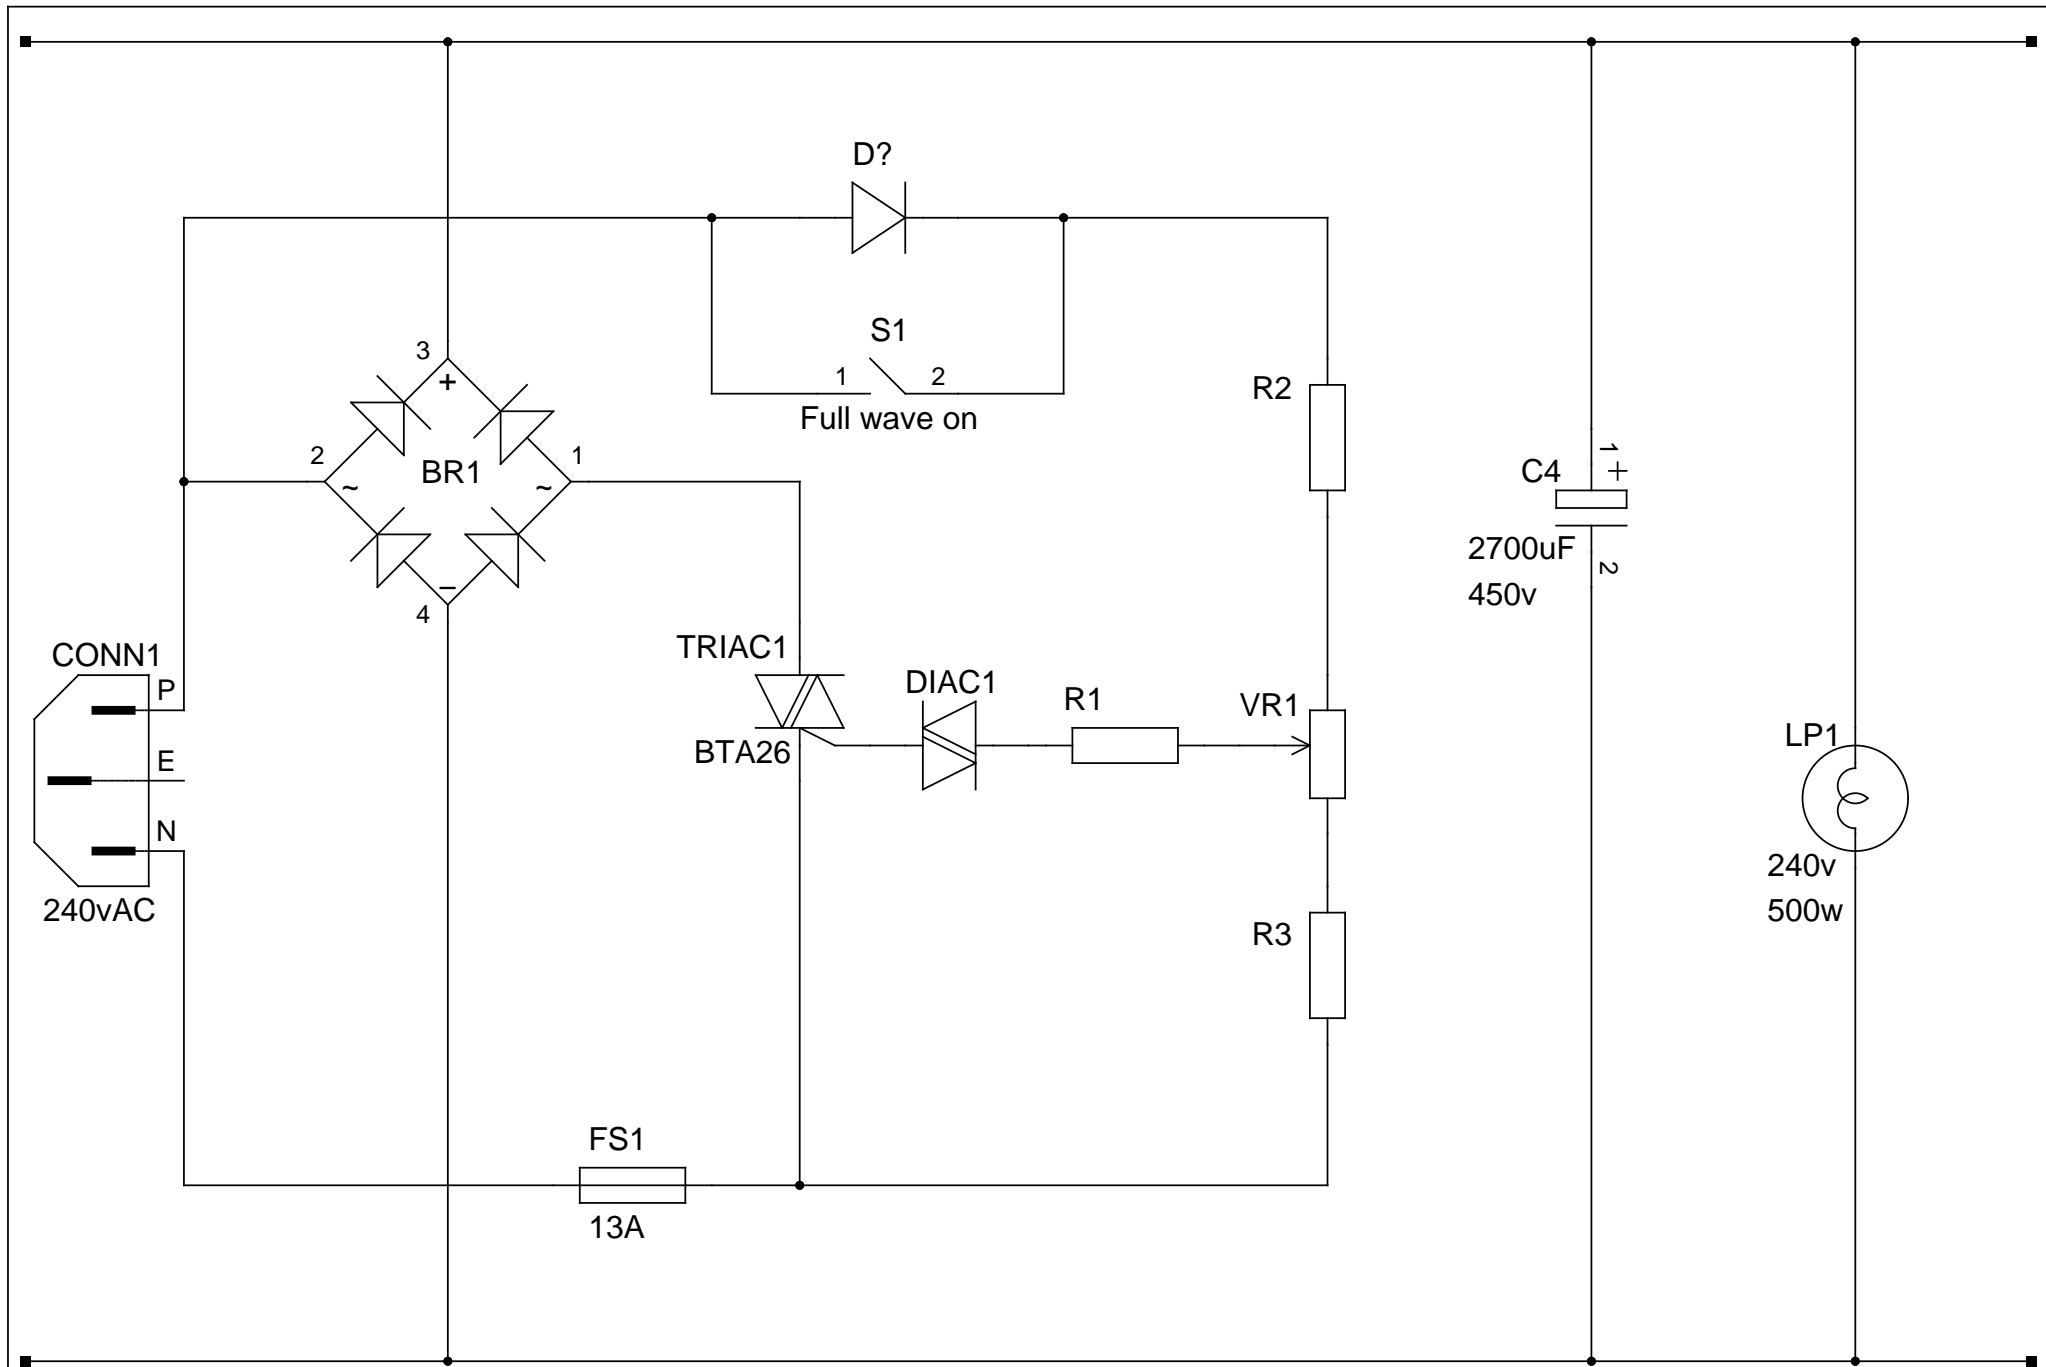 D?
S1
1 2
Full wave on
3
+
R2
2 BR1 1
~ ~
1 +
C4
2700uF
2
450v
−
4
CONN1
P
TRIAC1
DIAC1
R1
VR1
BTA26
E
LP1
N
240v
240vAC
500w
R3
FS1
13A